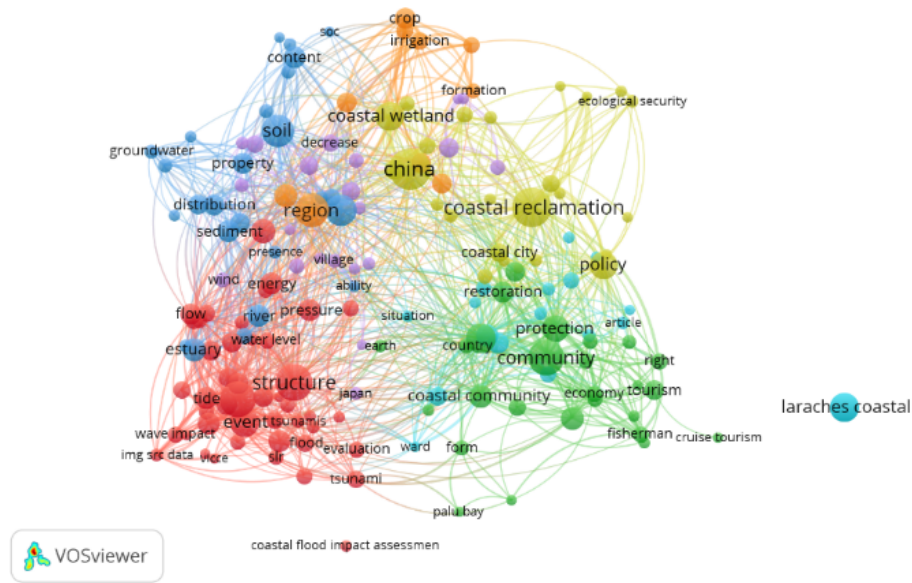 crop
soc
irrigation
content
formation
ecological security
coastal wetland
soil
decrease
groundwater
property
china
distribution
region
coastal reclamation
sediment
presence
village
coastal city
policy
wind
energy
ability
restoration
flow
river
pressure
situation
article
protection
estuary
water level
earth
country
community
right
structure
japan
coastal community
economy
tourism
tide
event
tsunamis
laraches coastal
wave impact
flood
evaluation
ward
form
fisherman
cruise tourism
img src data
vicre
slr
tsunami
palu bay
coastal flood impact assessmen
VOSviewer